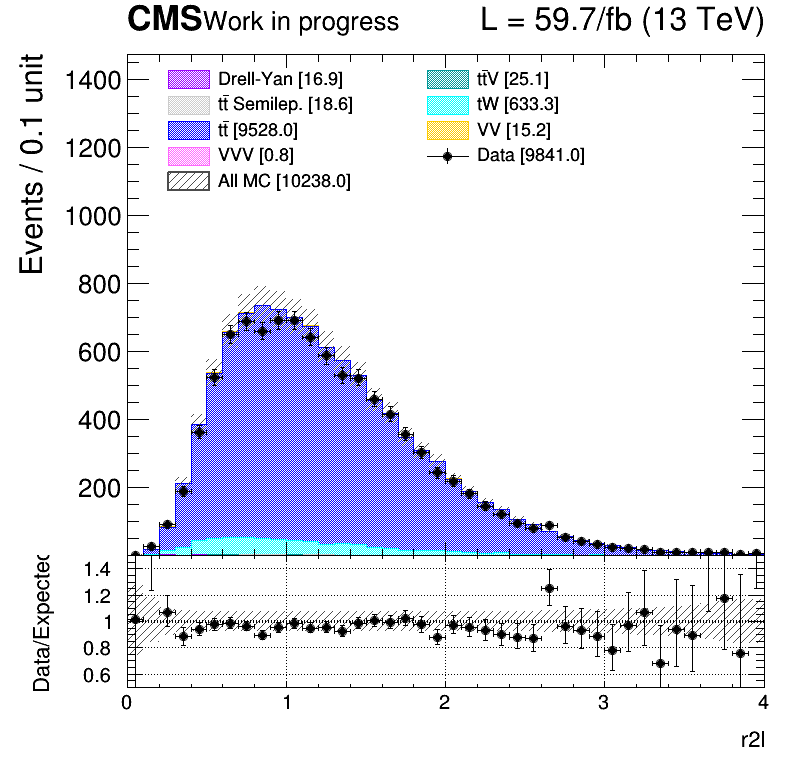 CMS Work in progress L = 59.7/fb (13 TeV)
Events / 0.1 unit
1400
1200
1000
800
600
400
200
Drell-Yan [16.9]
tt̄ Semilep. [18.6]
tt̄ [9528.0]
VVV [0.8]
All MC [10238.0]
tt̄V [25.1]
tW [633.3]
VV [15.2]
Data [9841.0]
Data/Expected
1.4
1.2
1
0.8
0.6
0 1 2 3 4
r2l